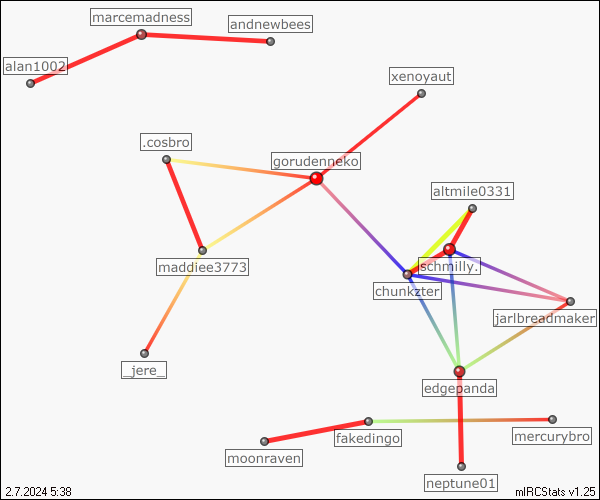 marcemadness
andnewbees
alan1002
xenoyaut
.cosbro
gorudenneko
altmile0331
maddiee3773
schmilly.
chunkzter
jarlbreadmaker
_jere_
edgepanda
fakedingo
mercurybro
moonraven
neptune01
2.7.2024 5:38
mIRCStats v1.25